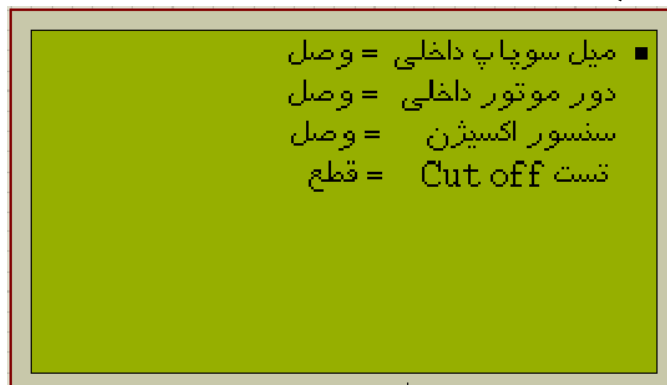 ■ میل سوپاپ داخلی = وصل
دور موتور داخلی = وصل
سنسور اکسیژن = وصل
تست Cut off = قطع